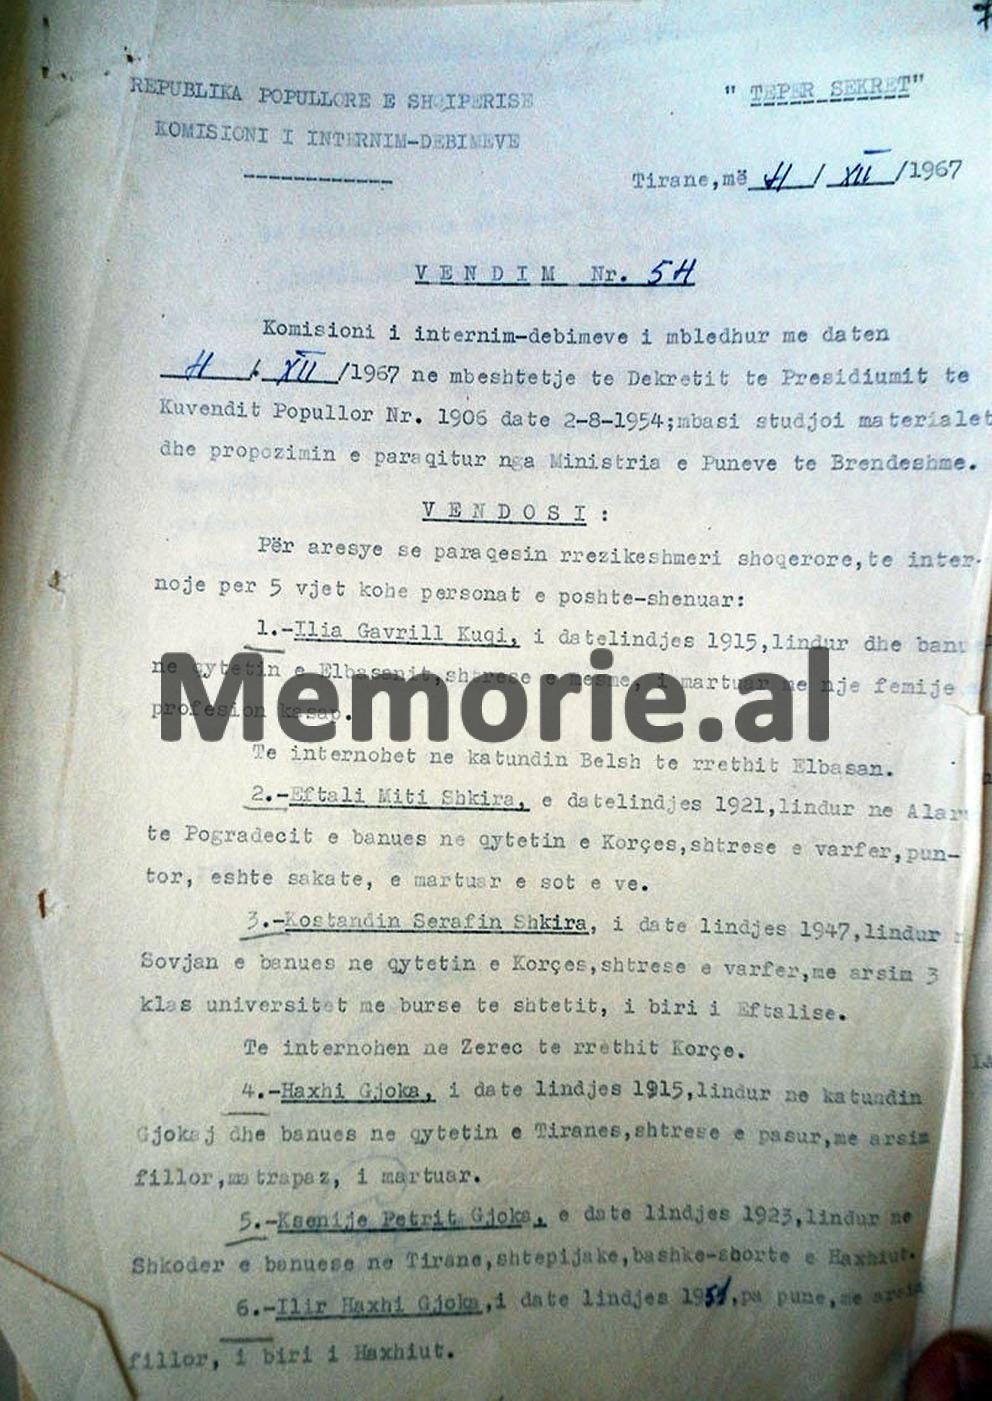 REPUBLIKA POPULLORE E SHQIPERISE
KOMISIONI I INTERNIM-DEBIMEVE
" TEPER SEKRET"
Tirane,më / XII /1967
V E N D I M Nr.
Komisioni i internim-debimeve i mbledhur me daten
/ XII /1967 ne mbeshtetje te Dekretit te Presidiumit te
Kuvendit Popullor Nr. 1906 date 2-8-1954;mbasi studjoi materialet
dhe propozimin e paraqitur nga Ministria e Puneve te Brendeshme.
V E N D O S I :
Për aresye se paraqesin rrezikeshmeri shoqerore,te inter-
noje per 5 vjet kohe personat e poshte-shenuar:
1.-Ilia Gavrill Kuqi, i datelindjes 1915,lindur dhe
ne qytetin e Elbasanit,shtrese e mesme, i martuar me nje femije
profesion kasap.
Memorie.al
Te internohet ne katundin Belsh te rrethit Elbasan.
2.-Eftali Miti Shkira, e datelindjes 1921,lindur ne
te Pogradecit e banues ne qytetin e Korçes,shtrese e varfer,pun-
tor, eshte sakate, e martuar e sot e ve.
3.-Kostandin Serafin Shkira, i date lindjes 1947,lindur
Sovjan e banues ne qytetin e Korçes,shtrese e varfer,me arsim 3
klas universitet me burse te shtetit, i biri i Eftalise.
Te internohen ne Zerec te rrethit Korçe.
4.-Haxhi Gjoka, i date lindjes 1915,lindur ne katundin
Gjokaj dhe banues ne qytetin e Tiranes,shtrese e pasur,me arsim
fillor,matrapaz, i martuar.
5.-Ksenije Petrit Gjoka, e date lindjes 1923,lindur ne
Shkoder e banuese ne Tirane,shtepijake,bashke-shorte e Haxhiut.
6.-Ilir Haxhi Gjoka,i date lindjes 1951,pa pune,me arsim
fillor, i biri i Haxhiut.